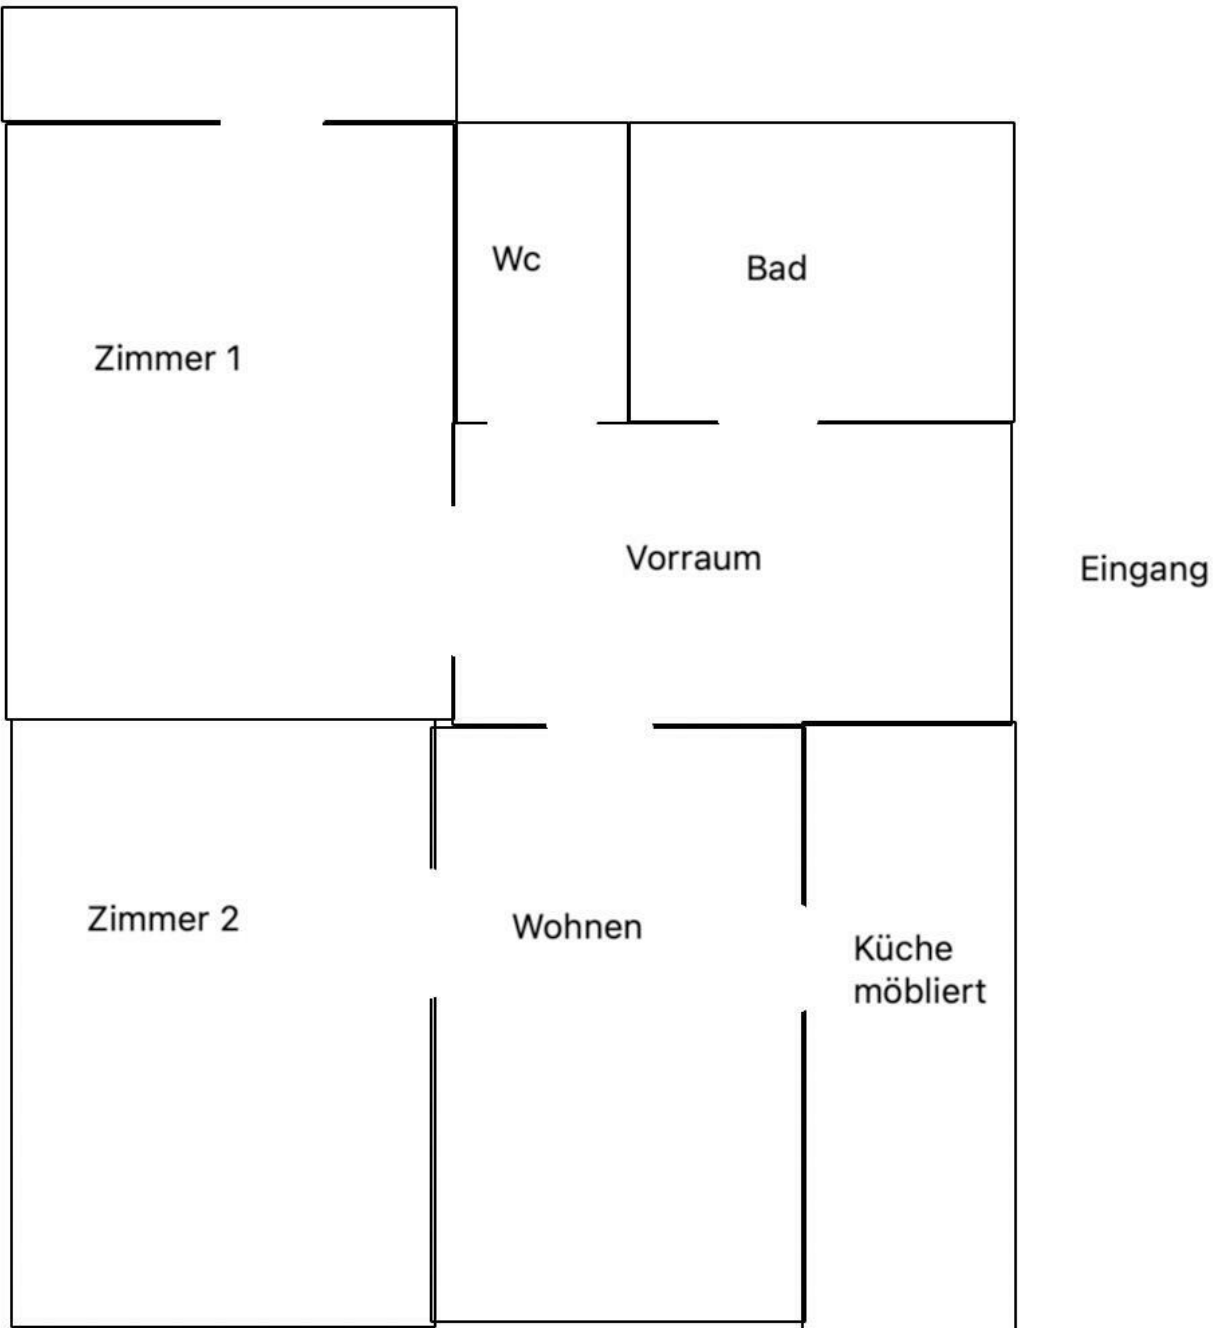 Wc
Bad
Zimmer 1
Vorraum
Eingang
Zimmer 2
Wohnen
Küche
möbliert